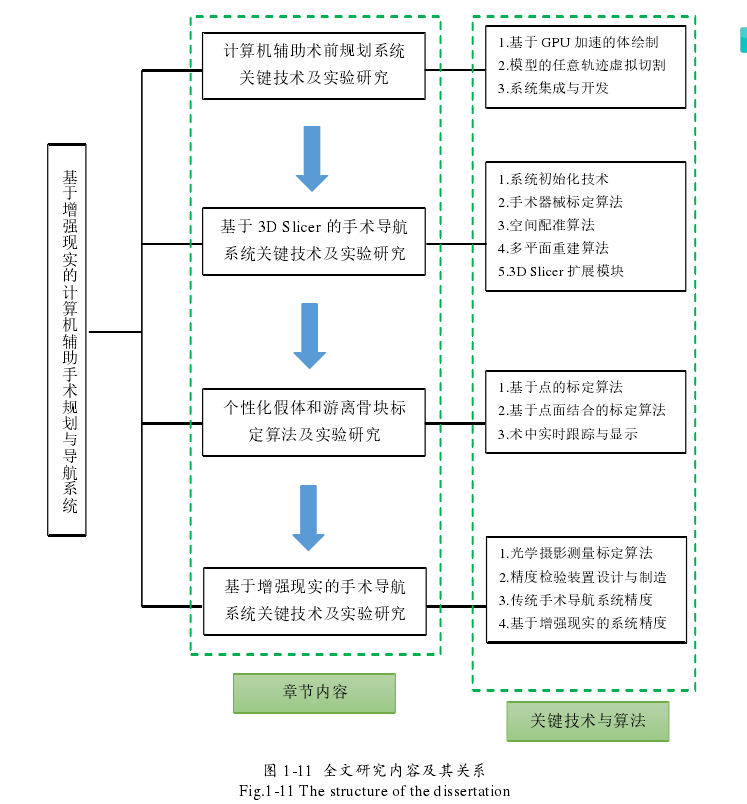 基于增强现实的计算机辅助手术规划与导航系统
计算机辅助术前规划系统
关键技术及实验研究
1.基于 GPU 加速的体绘制
2.模型的任意轨迹虚拟切割
3.系统集成与开发
基于 3D Slicer 的手术导航
系统关键技术及实验研究
1.系统初始化技术
2.手术器械标定算法
3.空间配准算法
4.多平面重建算法
5.3D Slicer 扩展模块
个性化假体和游离骨块标
定算法及实验研究
1.基于点的标定算法
2.基于点面结合的标定算法
3.术中实时跟踪与显示
基于增强现实的手术导航
系统关键技术及实验研究
1.光学摄影测量标定算法
2.精度检验装置设计与制造
3.传统手术导航系统精度
4.基于增强现实的系统精度
章节内容
关键技术与算法
图 1-11 全文研究内容及其关系
Fig.1-11 The structure of the dissertation